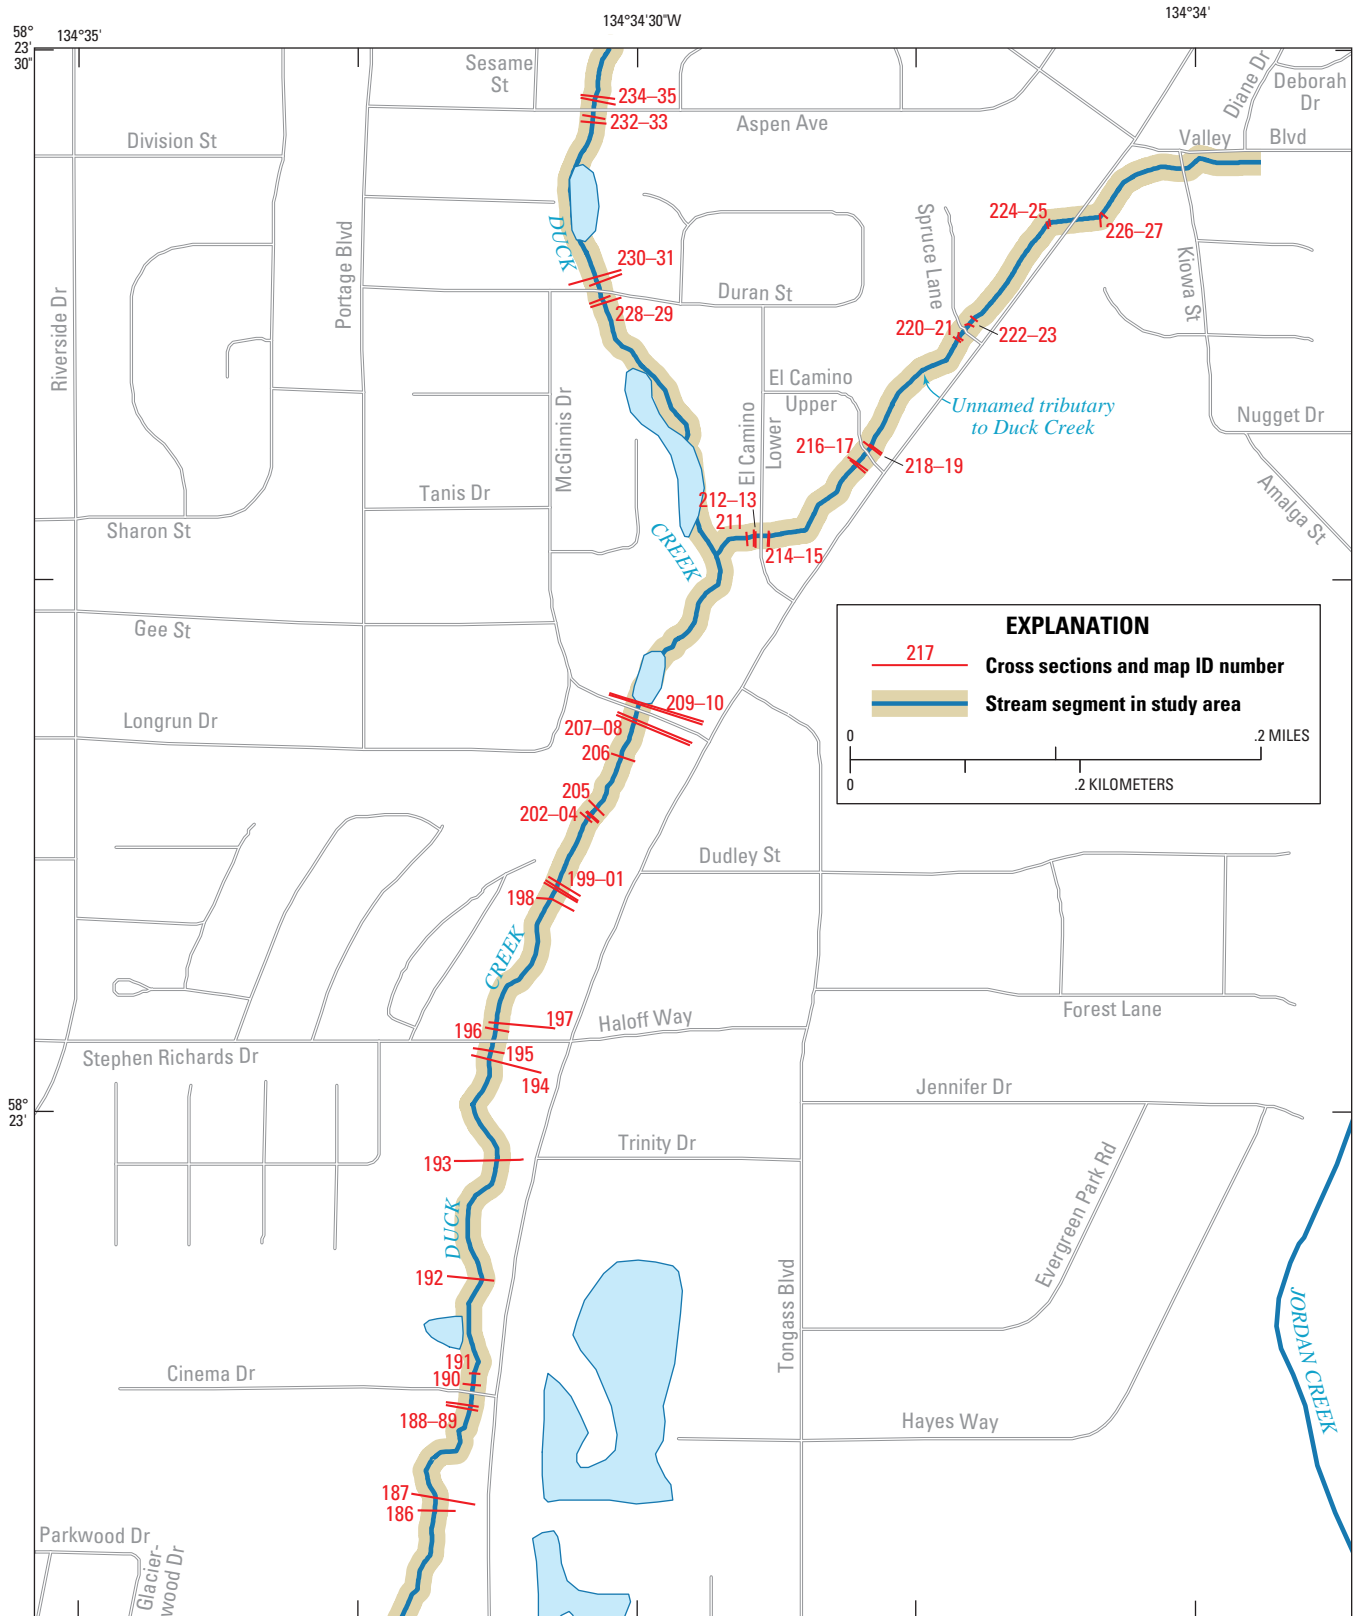 134°34'30"W
134°34'
58°
23'
30"
134°35'
Sesame
St
Diane Dr
Deborah
Dr
234–35
232–33
Aspen Ave
Valley
Blvd
Division St
DUCK
Spruce Lane
224–25
226–27
Portage Blvd
230–31
Duran St
Kiowa St
228–29
Riverside Dr
220–21
222–23
El Camino
Upper
Unnamed tributary
to Duck Creek
McGinnis Dr
El Camino
Lower
Nugget Dr
216–17
218–19
Tanis Dr
212–13
Amalga St
Sharon St
211
CREEK
214–15
Gee St
EXPLANATION
217
Cross sections and map ID number
Stream segment in study area
0
.2 MILES
0
.2 KILOMETERS
209–10
Longrun Dr
207–08
206
205
202–04
Dudley St
199–01
198
CREEK
Forest Lane
197
Haloff Way
196
Stephen Richards Dr
195
194
Jennifer Dr
58°
23'
Trinity Dr
193
Evergreen Park Rd
DUCK
192
Tongass Blvd
JORDAN CREEK
191
190
Cinema Dr
188–89
Hayes Way
187
186
Parkwood Dr
Glacier-
wood Dr